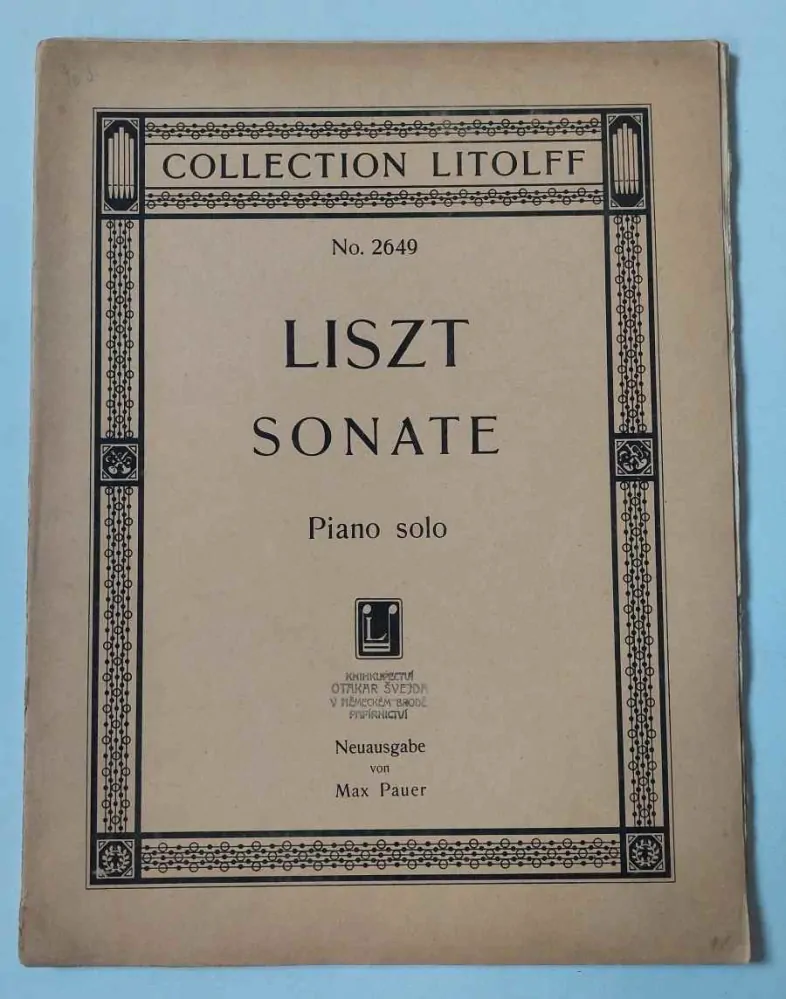 COLLECTION LITOLFF
No. 2649
LISZT
SONATE
Piano solo
L
KNIHKUPECTVÍ
OTAKAR ŠVEJDA
V NĚMECKÉM BRODĚ
PAPÍRNICTVÍ
Neuausgabe
von
Max Pauer